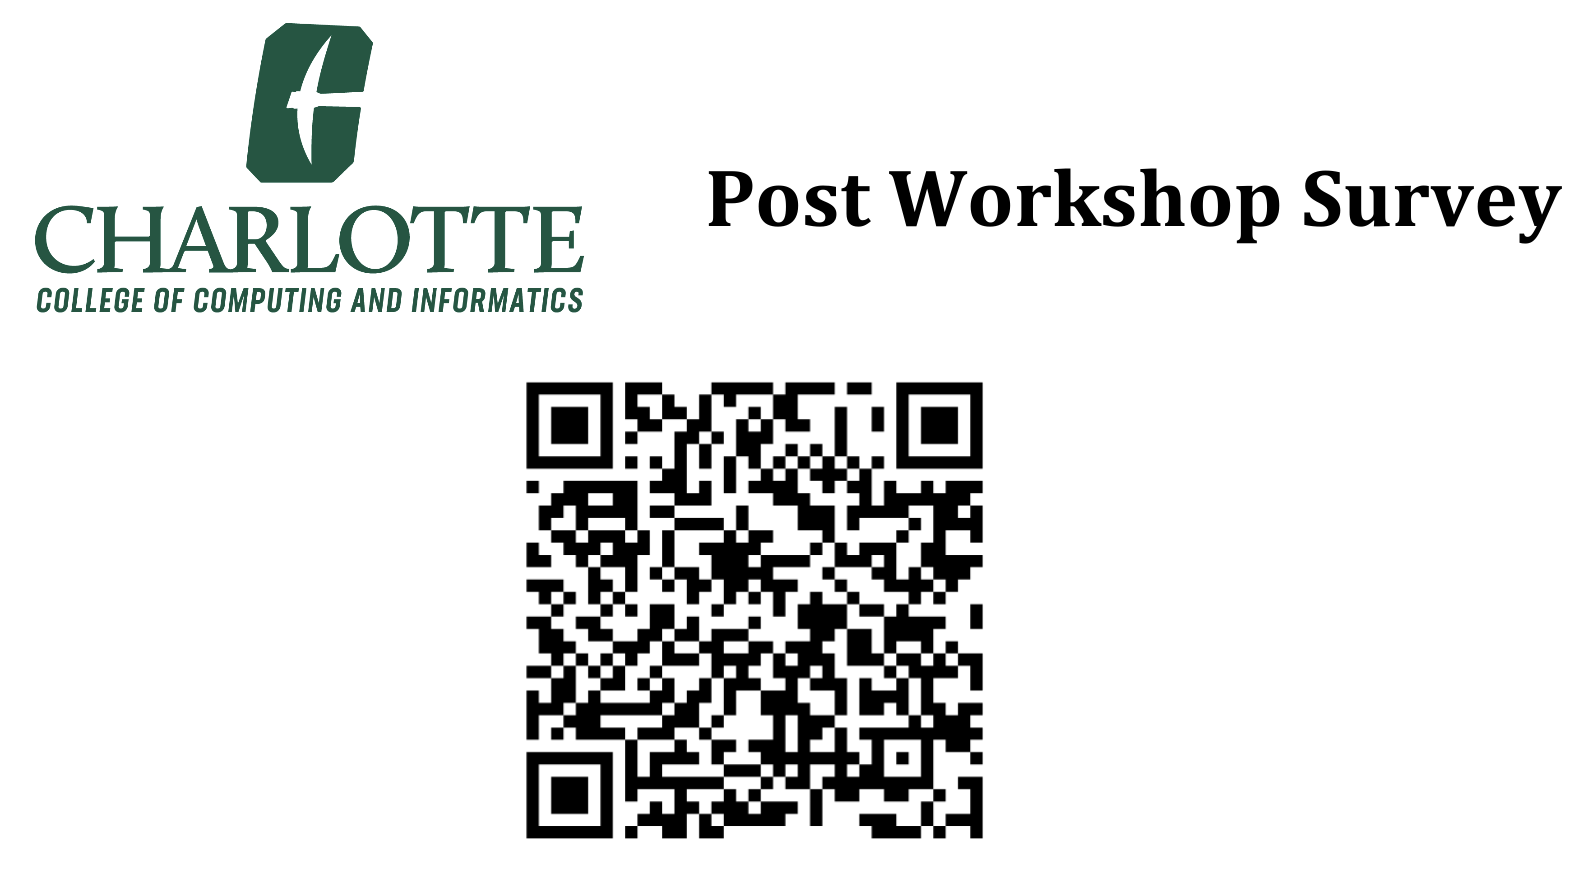 CHARLOTTE
COLLEGE OF COMPUTING AND INFORMATICS
Post Workshop Survey